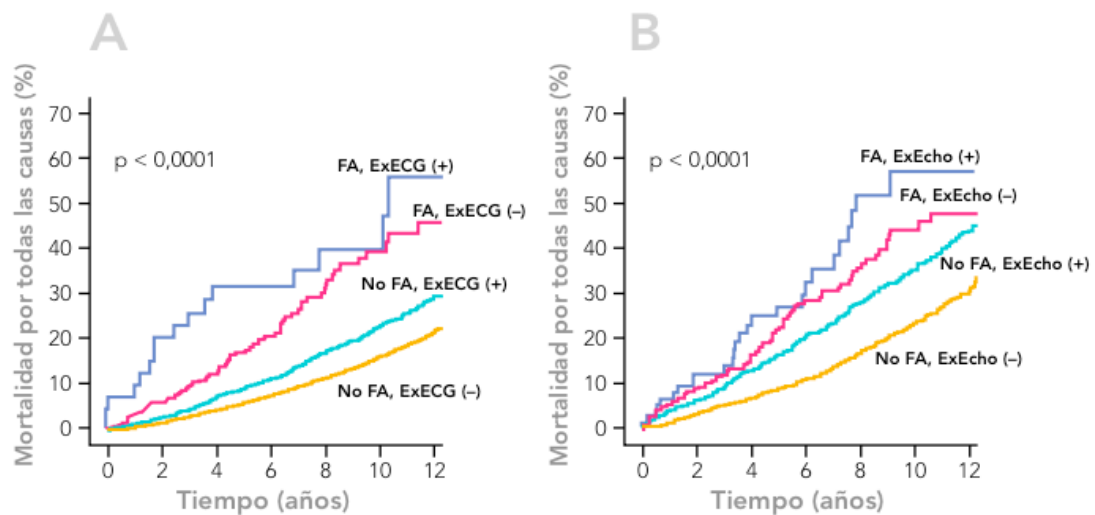 A
Mortalidad por todas las causas (%)
70
60
50
40
30
20
10
0
p < 0,0001
FA, ExECG (+)
FA, ExECG (–)
No FA, ExECG (+)
No FA, ExECG (–)
0 2 4 6 8 10 12
Tiempo (años)
B
Mortalidad por todas las causas (%)
70
60
50
40
30
20
10
0
p < 0,0001
FA, ExEcho (+)
FA, ExEcho (–)
No FA, ExEcho (+)
No FA, ExEcho (–)
0 2 4 6 8 10 12
Tiempo (años)